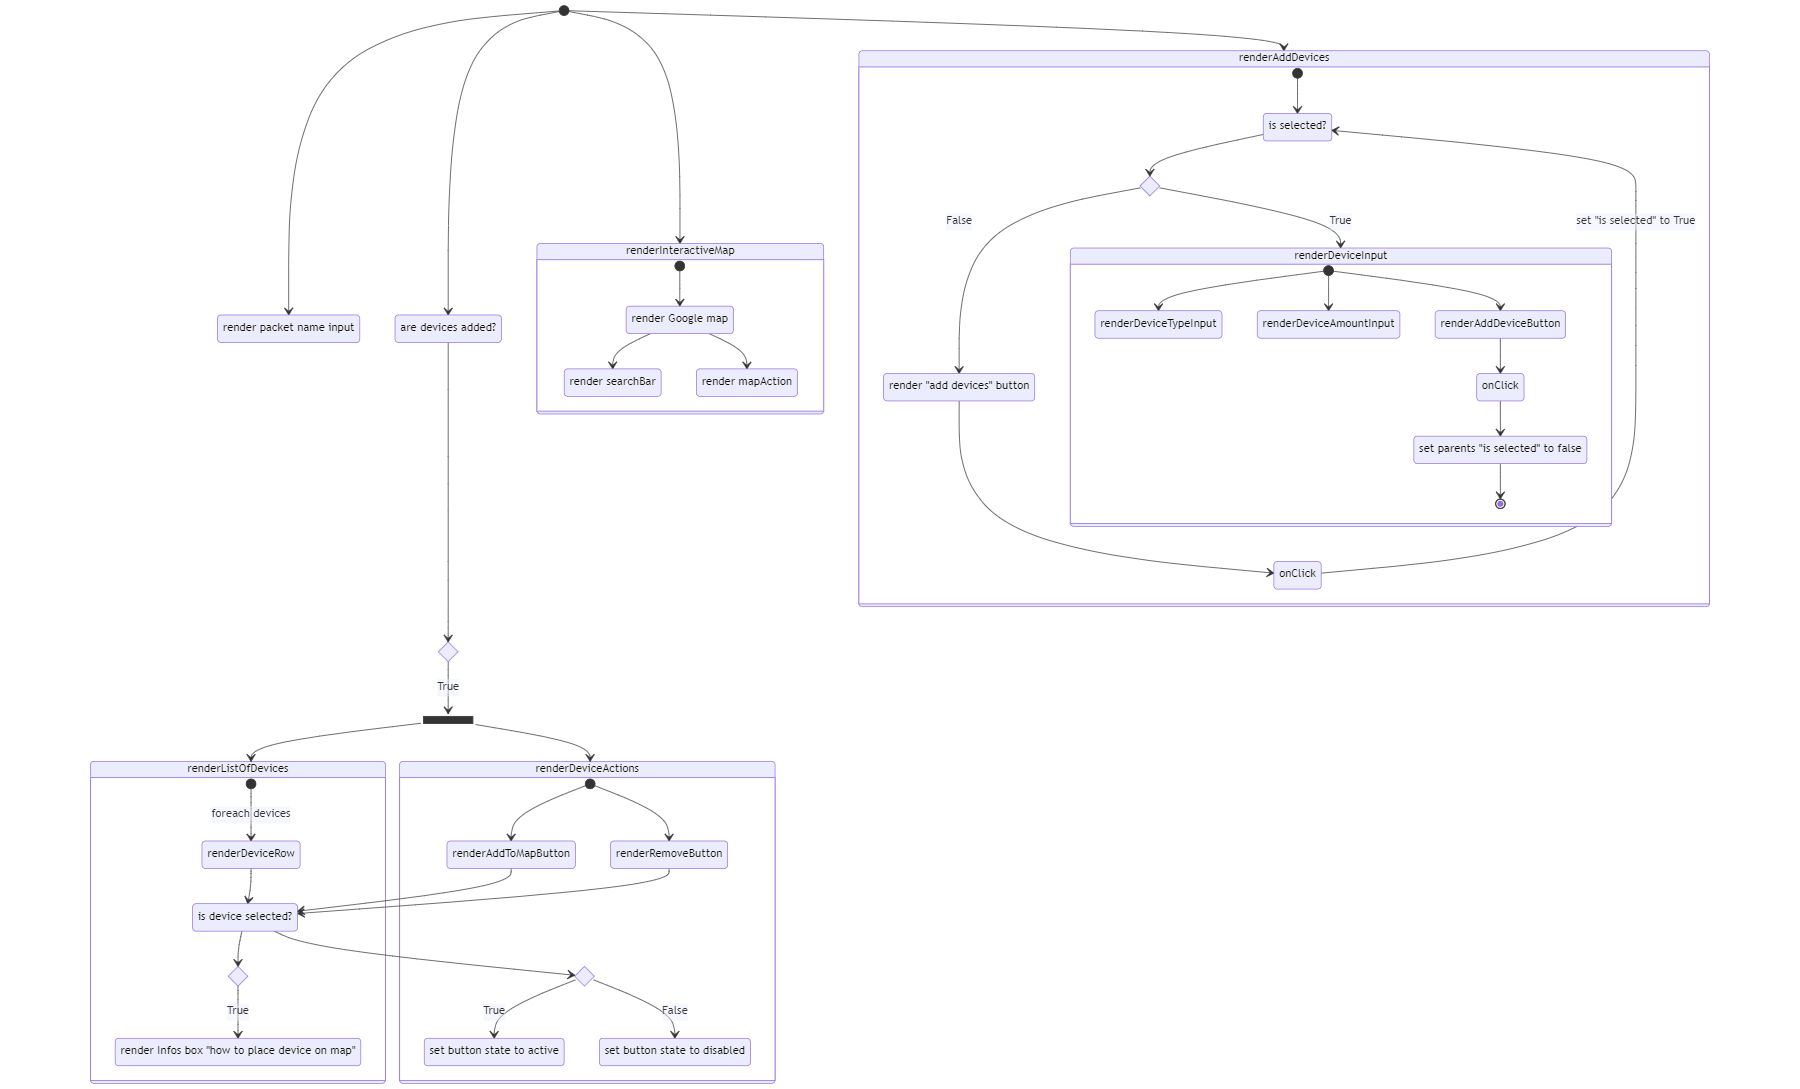 renderAddDevices
is selected?
False
True
set "is selected" to True
renderInteractiveMap
renderDeviceInput
render packet name input
are devices added?
render Google map
renderDeviceTypeInput
renderDeviceAmountInput
renderAddDeviceButton
render searchBar
render mapAction
render "add devices" button
onClick
set parents "is selected" to false
onClick
True
renderListOfDevices
renderDeviceActions
foreach devices
renderDeviceRow
renderAddToMapButton
renderRemoveButton
is device selected?
True
True
False
render Infos box "how to place device on map"
set button state to active
set button state to disabled